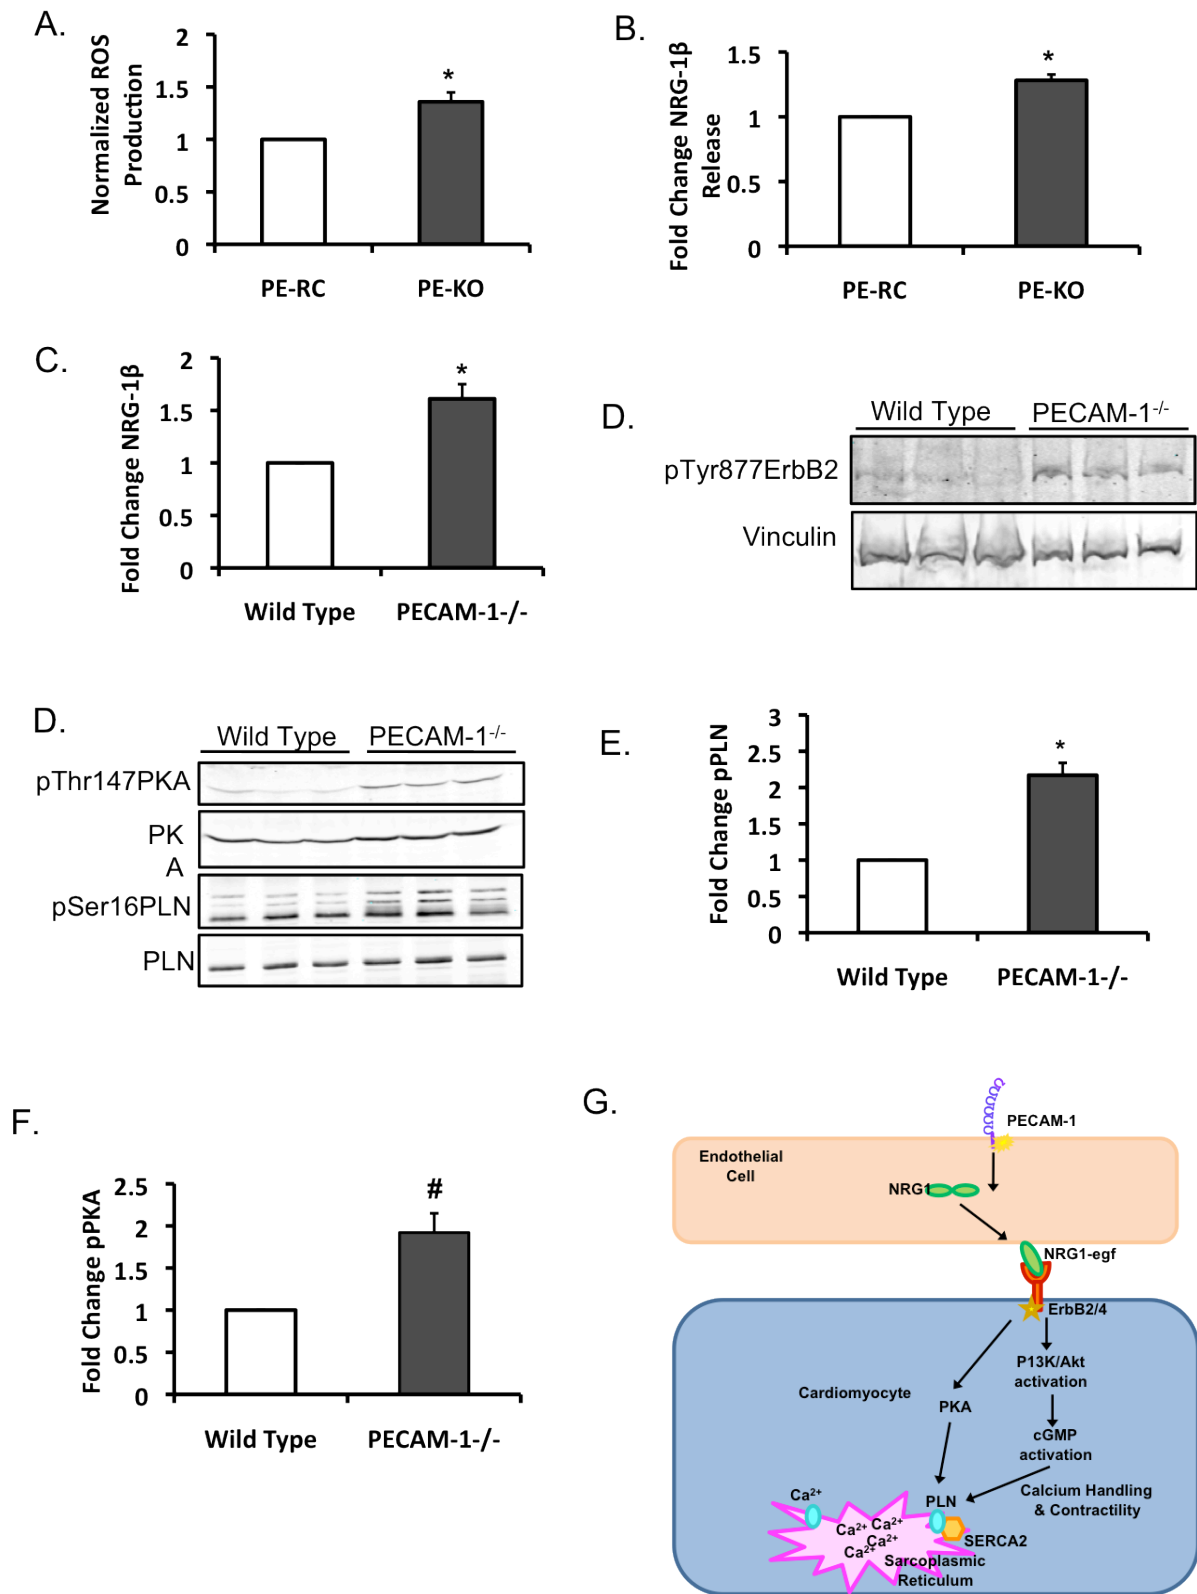 A.
Normalized ROS
Production
2
1.5
1
0.5
0
*
PE-RC
PE-KO
B.
Fold Change NRG-1β
Release
1.5
1
0.5
0
*
PE-RC
PE-KO
C.
Fold Change NRG-1β
2
1.5
1
0.5
0
*
Wild Type
PECAM-1-/-
D.
Wild Type
PECAM-1-/-
pTyr877ErbB2
Vinculin
D.
Wild Type
PECAM-1-/-
pThr147PKA
PK
A
pSer16PLN
PLN
E.
Fold Change pPLN
3
2.5
2
1.5
1
0.5
0
*
Wild Type
PECAM-1-/-
F.
Fold Change pPKA
2.5
2
1.5
1
0.5
0
#
Wild Type
PECAM-1-/-
G.
PECAM-1
Endothelial
Cell
NRG1
NRG1-egf
ErbB2/4
P13K/Akt
activation
Cardiomyocyte
PKA
cGMP
activation
Calcium Handling
& Contractility
Ca2+
PLN
Ca2+ Ca2+
Ca2+
Ca2+
SERCA2
Sarcoplasmic
Reticulum